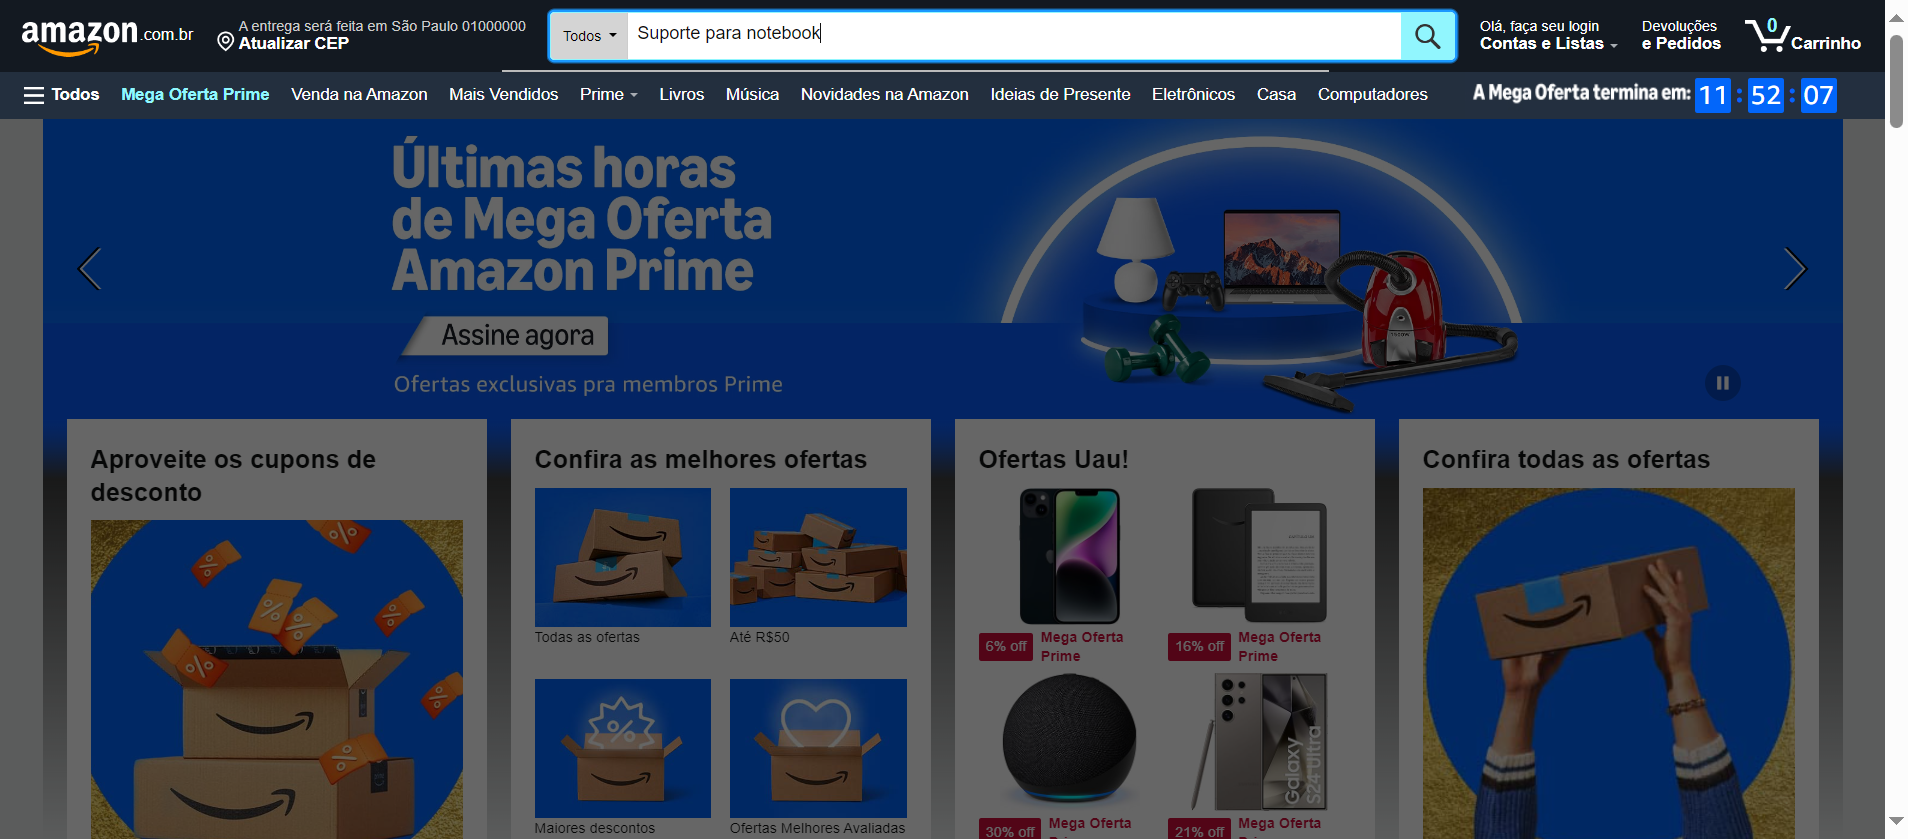 amazon.com.br
A entrega será feita em São Paulo 01000000
Atualizar CEP
Todos
Suporte para notebook
Olá, faça seu login
Contas e Listas
Devoluções
e Pedidos
0
Carrinho
Todos
Mega Oferta Prime
Venda na Amazon
Mais Vendidos
Prime
Livros
Música
Novidades na Amazon
Ideias de Presente
Eletrônicos
Casa
Computadores
A Mega Oferta termina em: 11 : 52 : 07
Últimas horas
de Mega Oferta
Amazon Prime
Assine agora
Ofertas exclusivas pra membros Prime
Aproveite os cupons de
desconto
Confira as melhores ofertas
Todas as ofertas
Até R$50
Maiores descontos
Ofertas Melhores Avaliadas
Ofertas Uau!
6% off
Mega Oferta
Prime
16% off
Mega Oferta
Prime
Galaxy
S24 Ultra
30% off
Mega Oferta
21% off
Mega Oferta
Confira todas as ofertas